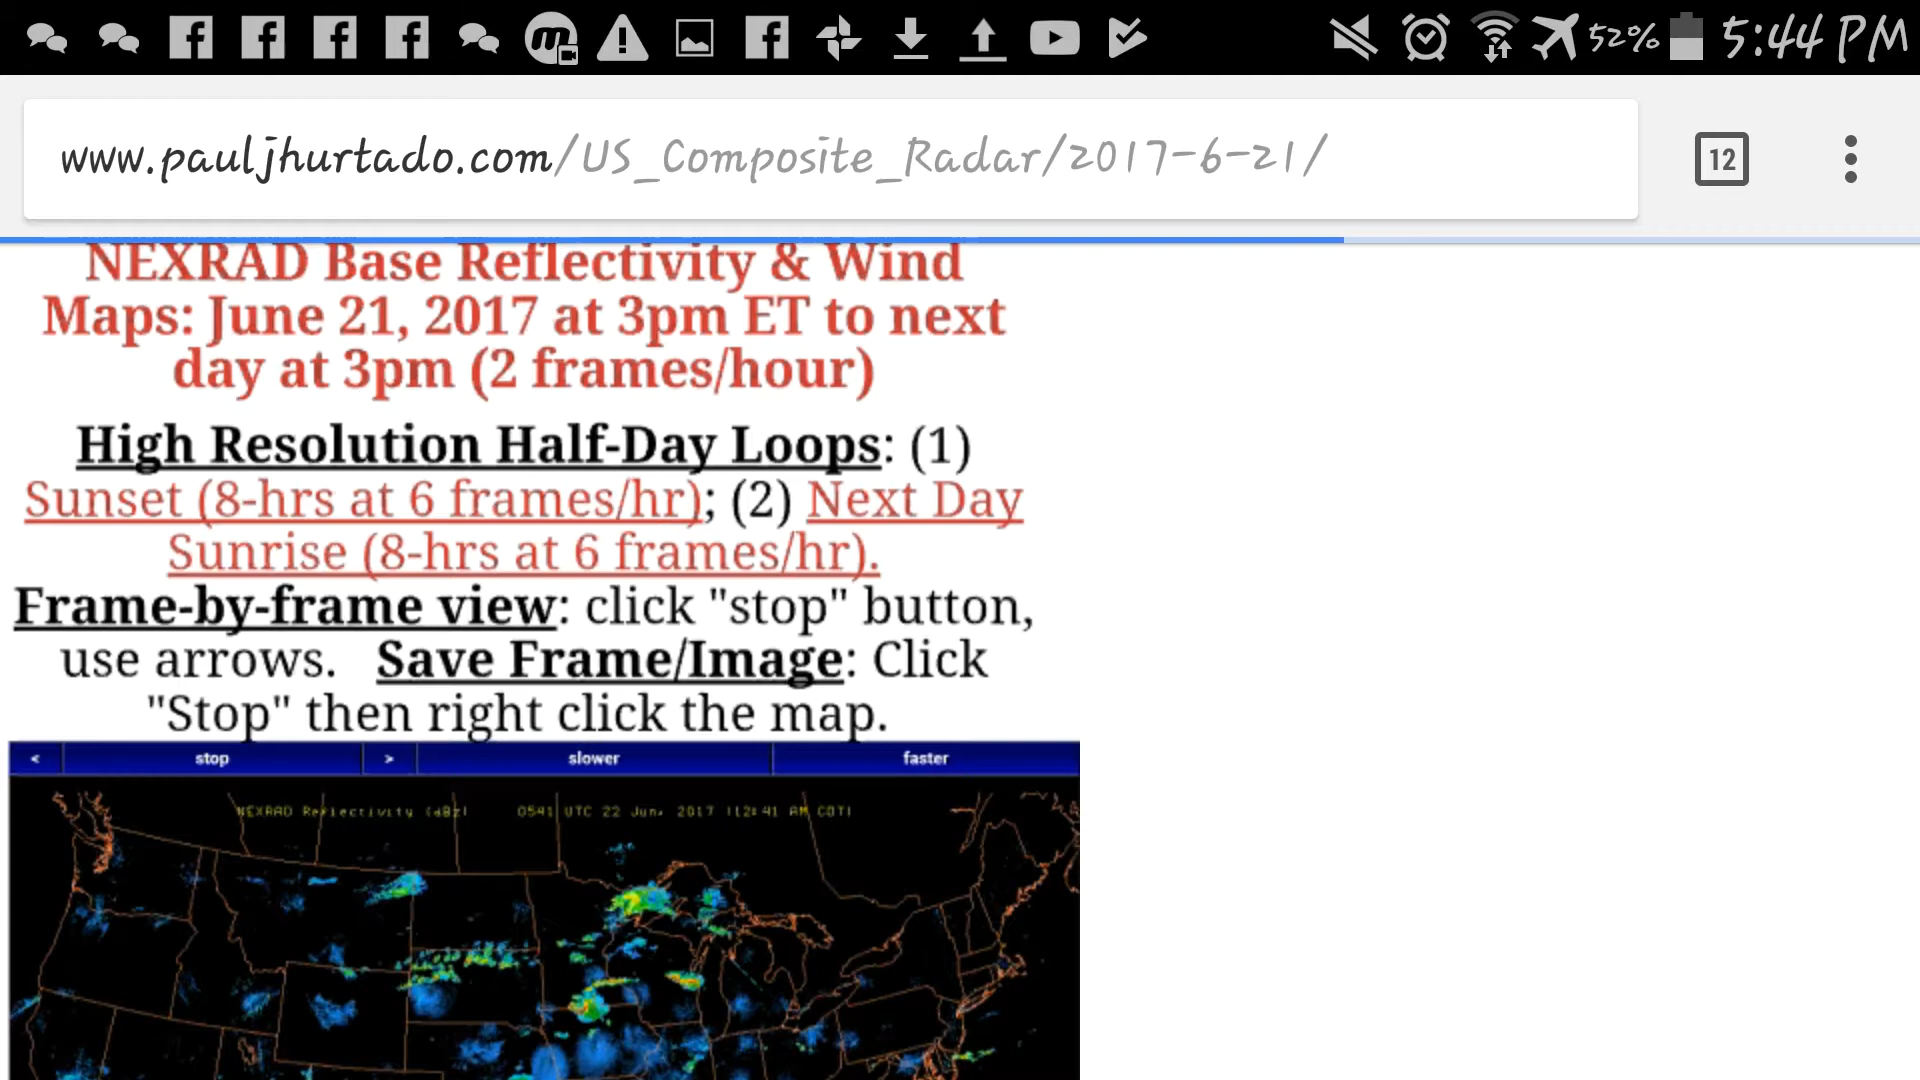 52% 5:44 PM
www.pauljhurtado.com/US_Composite_Radar/2017-6-21/
12
NEXRAD Base Reflectivity & Wind
Maps: June 21, 2017 at 3pm ET to next
day at 3pm (2 frames/hour)
High Resolution Half-Day Loops: (1)
Sunset (8-hrs at 6 frames/hr); (2) Next Day
Sunrise (8-hrs at 6 frames/hr).
Frame-by-frame view: click "stop" button,
use arrows. Save Frame/Image: Click
"Stop" then right click the map.
< stop > slower faster
NEXRAD Reflectivity (dBz) 0541 UTC 22 Jun, 2017 (12:41 AM CDT)